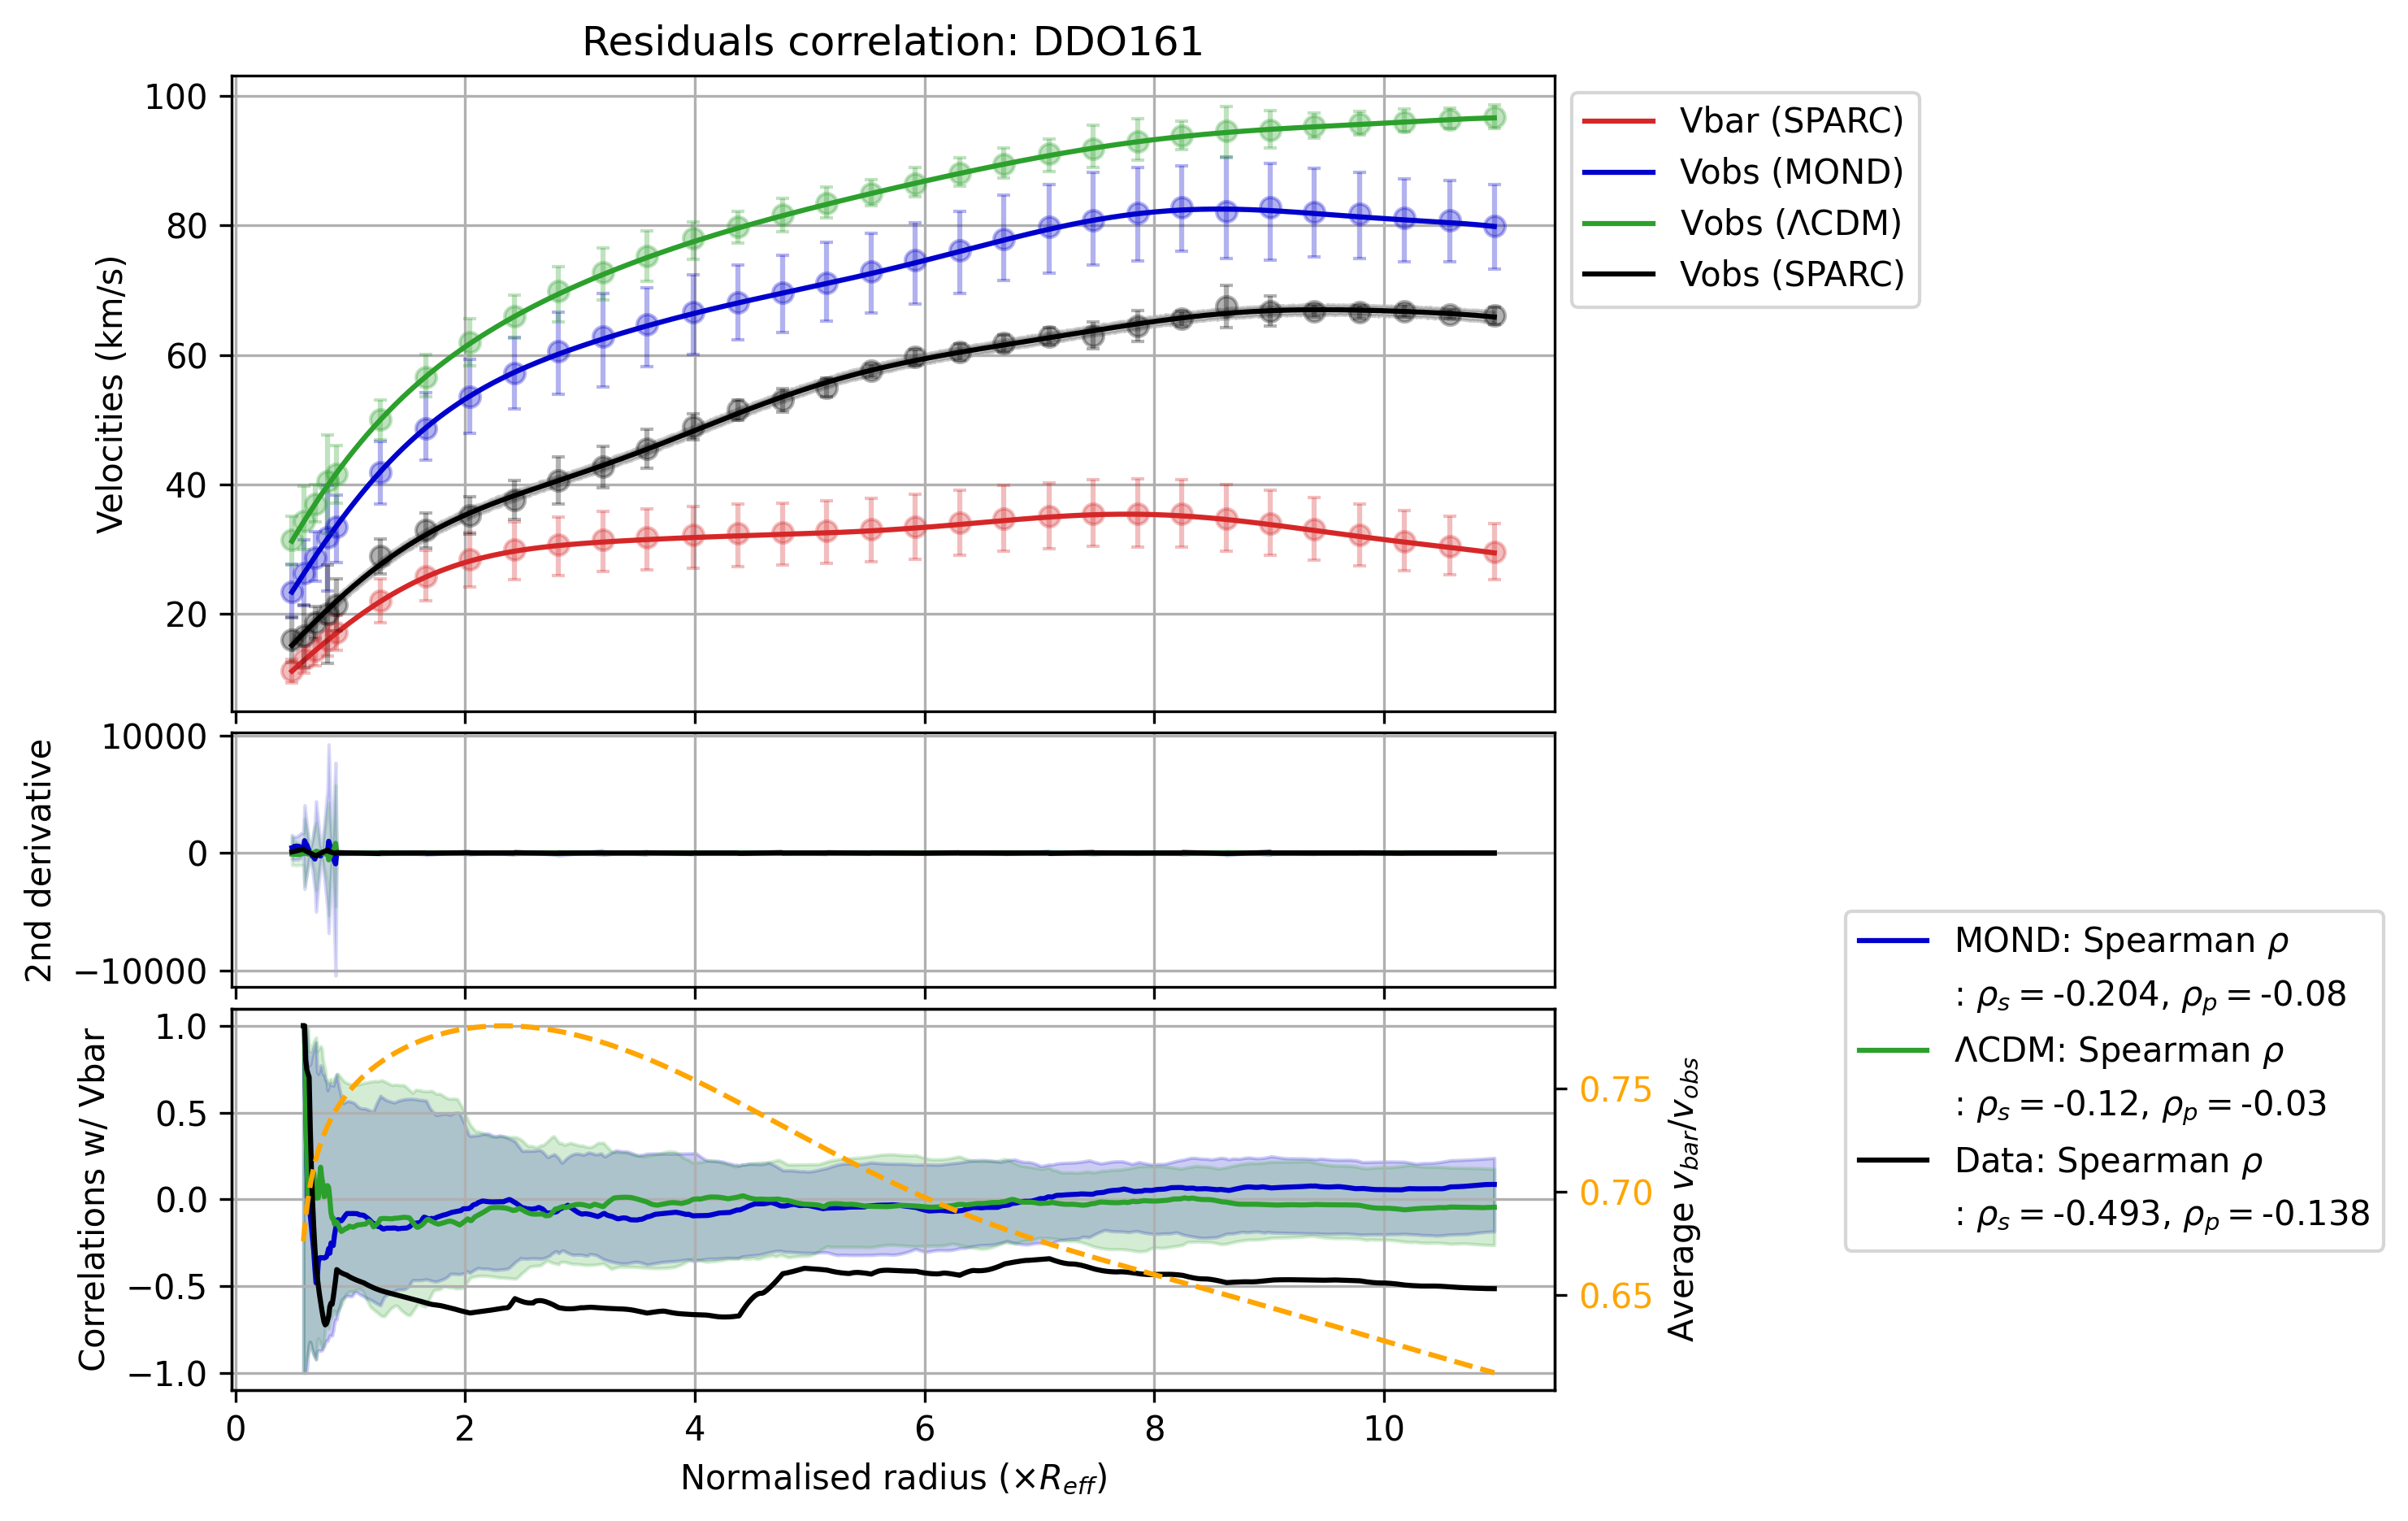 Residuals correlation: DDO161
Velocities (km/s)
100
80
60
40
20
Vbar (SPARC)
Vobs (MOND)
Vobs (ΛCDM)
Vobs (SPARC)
2nd derivative
10000
0
−10000
Correlations w/ Vbar
1.0
0.5
0.0
−0.5
−1.0
0.75
0.70
0.65
Average v_bar/v_obs
MOND: Spearman ρ
: ρ_s = -0.204, ρ_p = -0.08
ΛCDM: Spearman ρ
: ρ_s = -0.12, ρ_p = -0.03
Data: Spearman ρ
: ρ_s = -0.493, ρ_p = -0.138
0 2 4 6 8 10
Normalised radius (×R_eff)